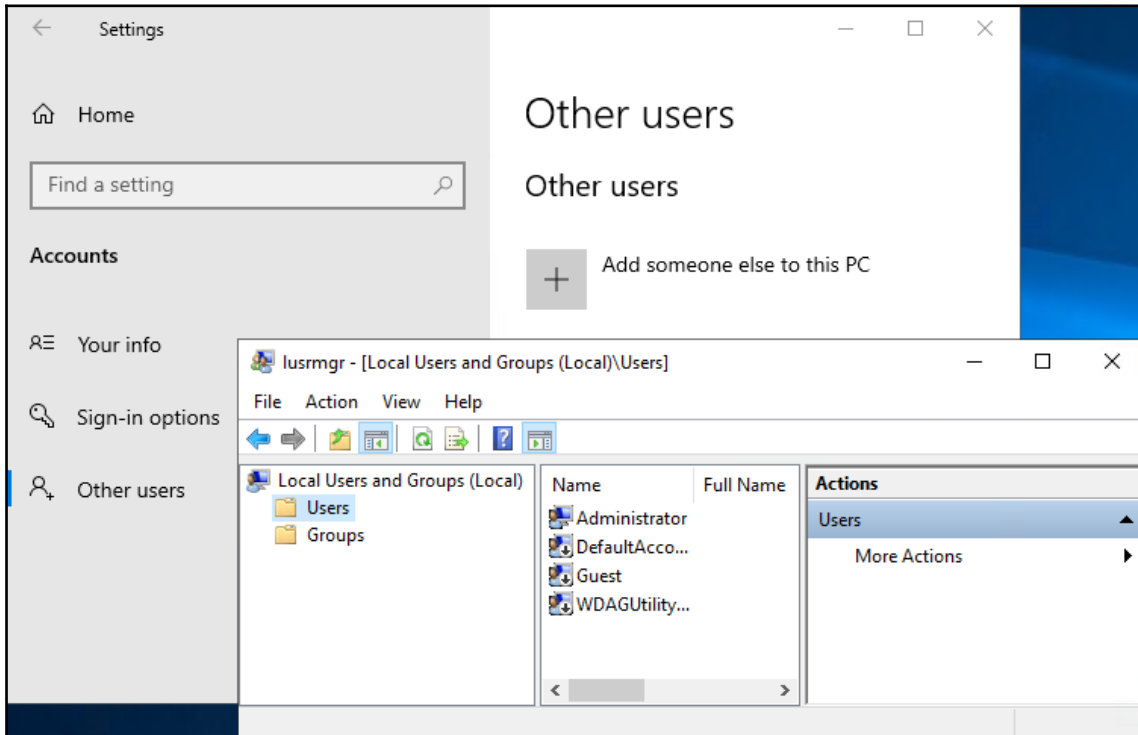 Settings
Home
Find a setting
Accounts
Your info
Sign-in options
Other users
Other users
Other users
Add someone else to this PC
lusrmgr - [Local Users and Groups (Local)\Users]
File Action View Help
Local Users and Groups (Local)
Users
Groups
Name Full Name
Administrator
DefaultAcco...
Guest
WDAGUtility...
Actions
Users
More Actions